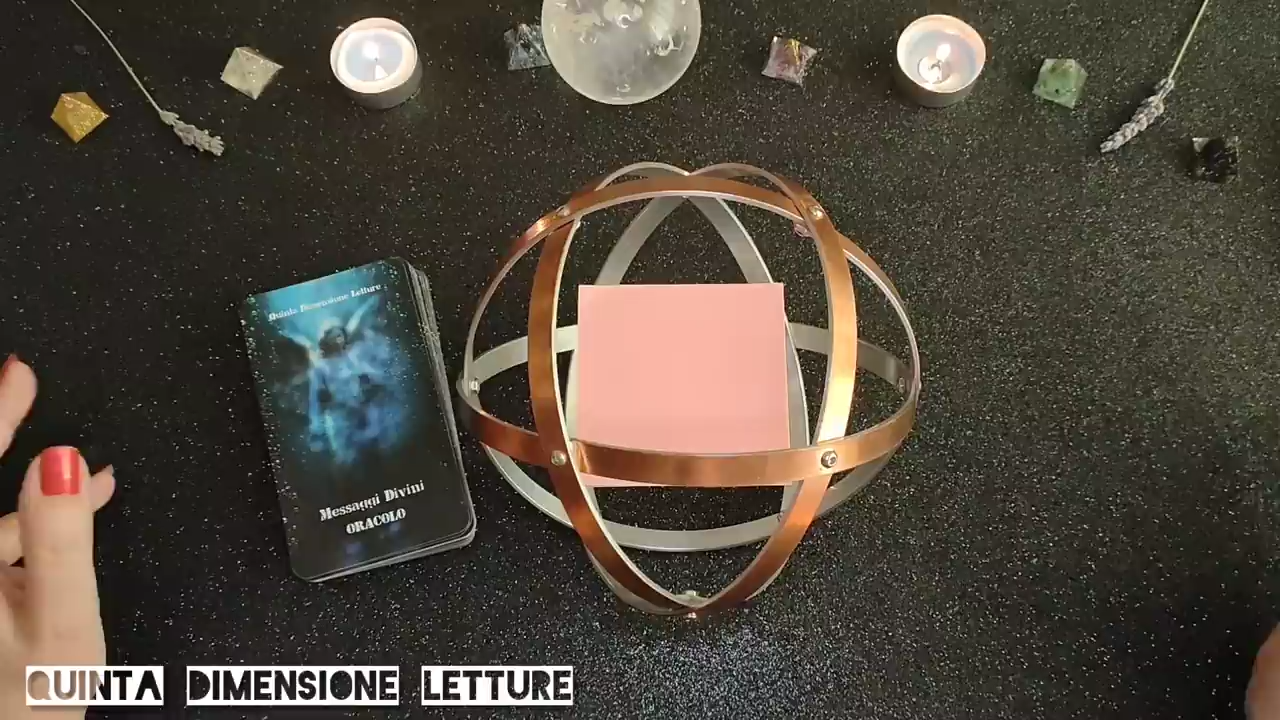 Quinta Dimensione Letture
Messaggi Divini
ORACOLO
QUINTA DIMENSIONE LETTURE